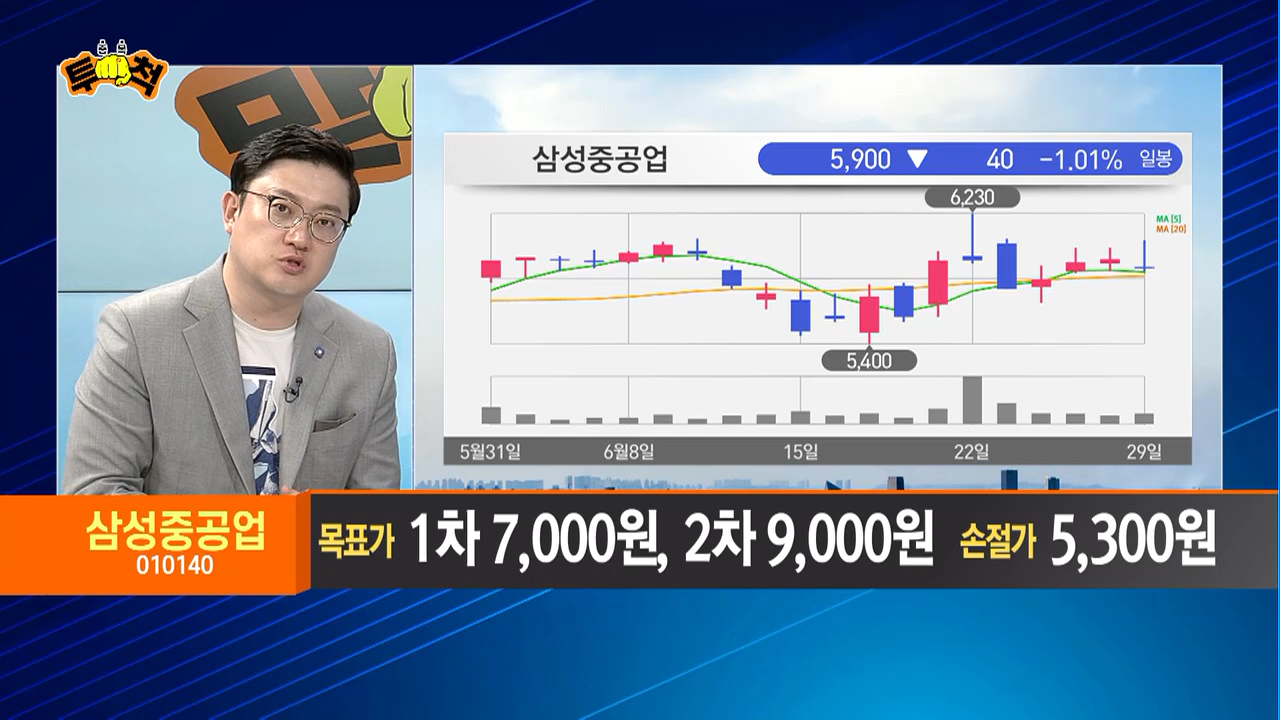 투척
삼성중공업
5,900 ▼ 40 -1.01% 일봉
6,230
MA [5]
MA [20]
5,400
5월31일 6월8일 15일 22일 29일
삼성중공업
010140
목표가 1차 7,000원, 2차 9,000원 손절가 5,300원